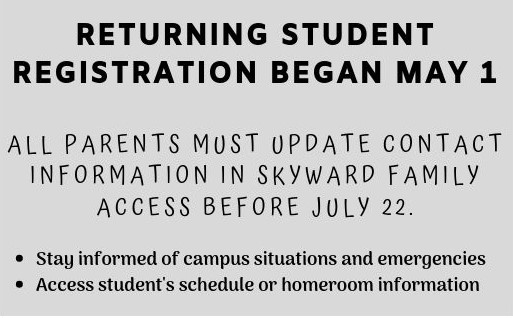 RETURNING STUDENT
REGISTRATION BEGAN MAY 1
ALL PARENTS MUST UPDATE CONTACT
INFORMATION IN SKYWARD FAMILY
ACCESS BEFORE JULY 22.
• Stay informed of campus situations and emergencies
• Access student's schedule or homeroom information